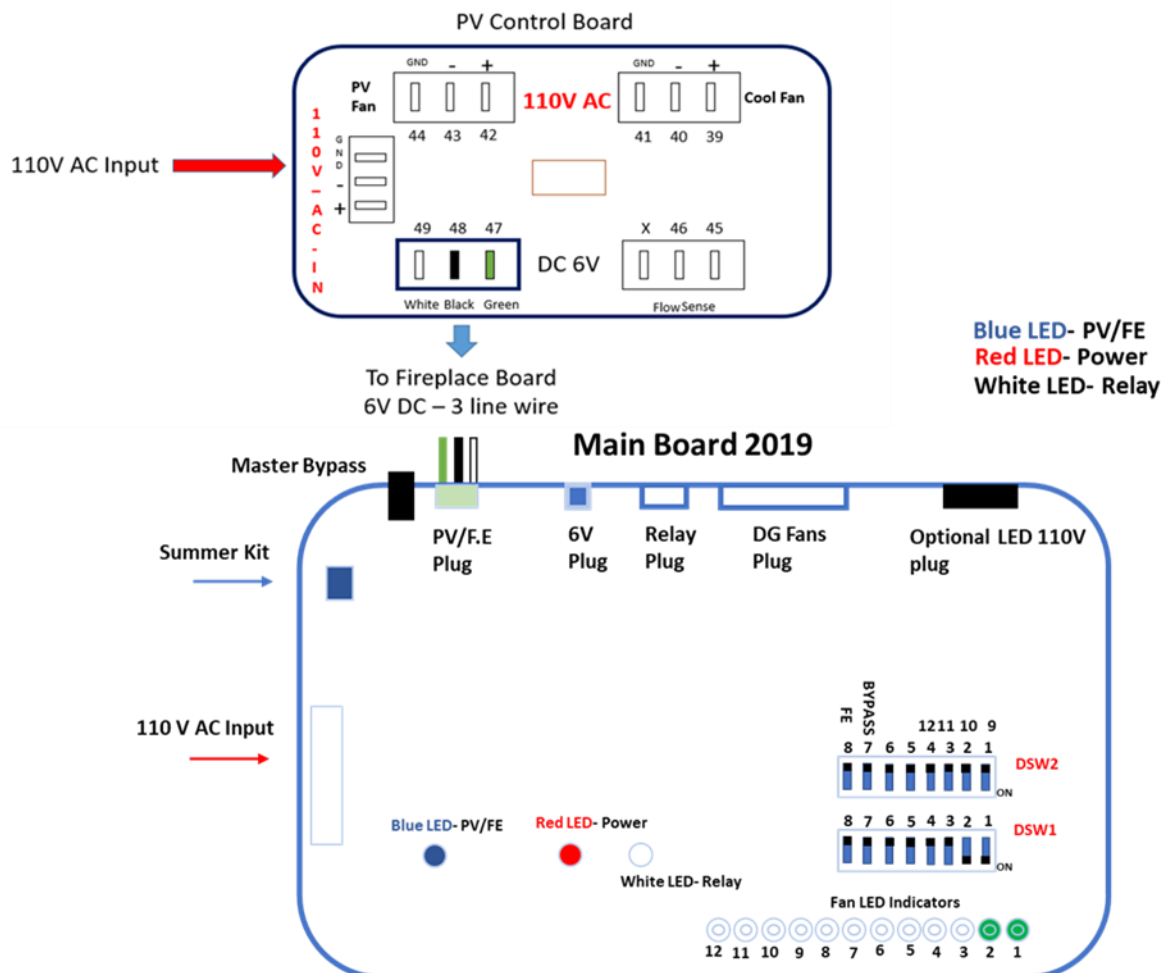 PV Control Board
GND - +
PV
Fan
110V AC
GND - +
Cool Fan
44 43 42
41 40 39
110V–AC-IN
110V AC Input
GND
-
+
49 48 47
DC 6V
X 46 45
White Black Green
FlowSense
To Fireplace Board
6V DC – 3 line wire
Blue LED- PV/FE
Red LED- Power
White LED- Relay
Main Board 2019
Master Bypass
PV/F.E
Plug
6V
Plug
Relay
Plug
DG Fans
Plug
Optional LED 110V
plug
Summer Kit
110 V AC Input
FE
BYPASS
12 11 10 9
8 7 6 5 4 3 2 1
DSW2
ON
8 7 6 5 4 3 2 1
DSW1
ON
Blue LED- PV/FE
Red LED- Power
White LED- Relay
Fan LED Indicators
12 11 10 9 8 7 6 5 4 3 2 1